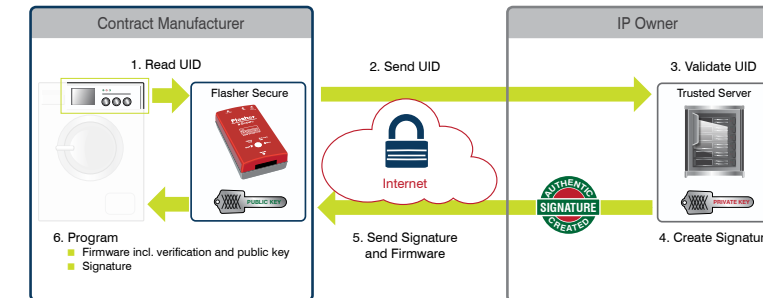 Contract Manufacturer
IP Owner
1. Read UID
2. Send UID
3. Validate UID
Flasher Secure
Trusted Server
Flasher
Internet
AUTHENTIC
SIGNATURE
CREATED
PUBLIC KEY
PRIVATE KEY
6. Program
Firmware incl. verification and public key
Signature
5. Send Signature
and Firmware
4. Create Signatur